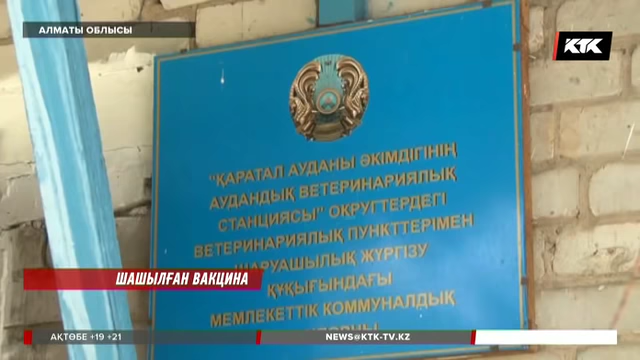 АЛМАТЫ ОБЛЫСЫ
КТК
"ҚАРАТАЛ АУДАНЫ ӘКІМДІГІНІҢ
АУДАНДЫҚ ВЕТЕРИНАРИЯЛЫҚ
СТАНЦИЯСЫ" ОКРУГТЕРДЕГІ
ВЕТЕРИНАРИЯЛЫҚ ПУНКТТЕРІМЕН
ШАРУАШЫЛЫҚ ЖҮРГІЗУ
ҚҰҚЫҒЫНДАҒЫ
МЕМЛЕКЕТТІК КОММУНАЛДЫҚ
ШАШЫЛҒАН ВАКЦИНА
АҚТӨБЕ +19 +21
NEWS@KTK-TV.KZ